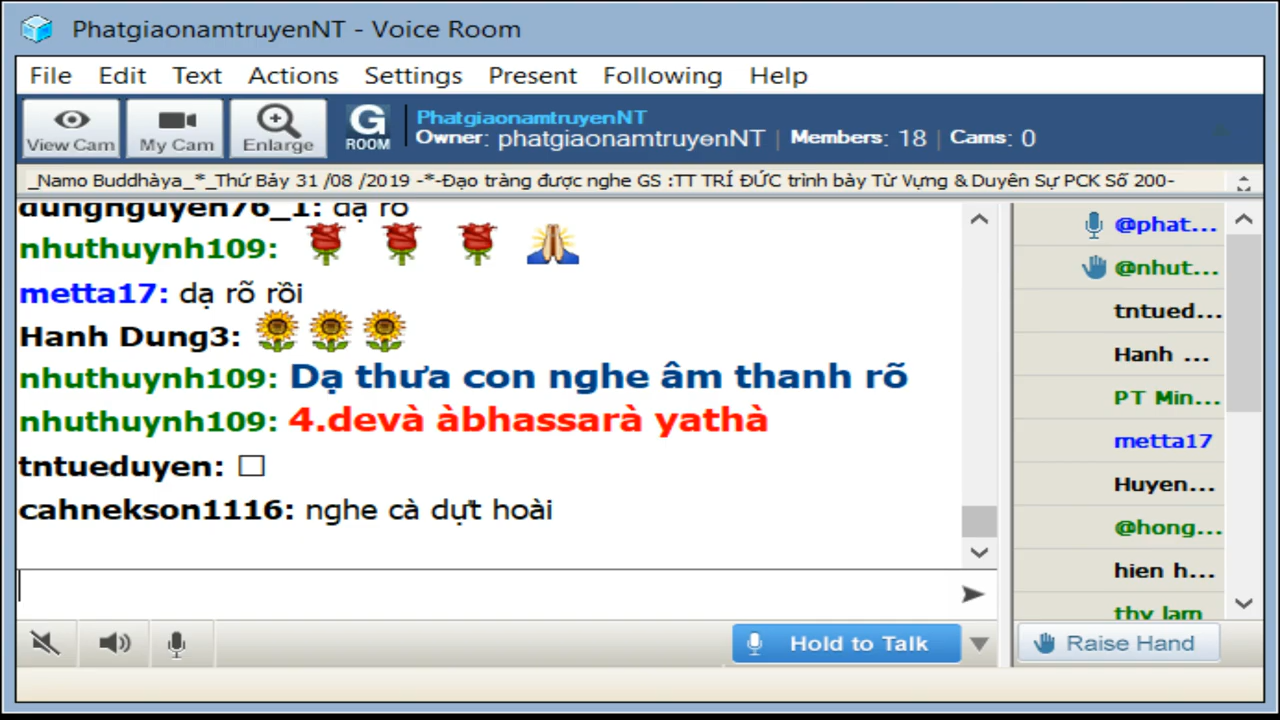 PhatgiaonamtruyenNT - Voice Room
File Edit Text Actions Settings Present Following Help
View Cam My Cam Enlarge G ROOM
PhatgiaonamtruyenNT
Owner: phatgiaonamtruyenNT | Members: 18 | Cams: 0
_Namo Buddhàya_*_Thứ Bảy 31 /08 /2019 -*-Đạo tràng được nghe GS :TT TRÍ ĐỨC trình bày Từ Vựng & Duyên Sự PCK Số 200-
dungnguyen76_1: dạ rõ
nhuthuynh109:
metta17: dạ rõ rồi
Hanh Dung3:
nhuthuynh109: Dạ thưa con nghe âm thanh rõ
nhuthuynh109: 4.devà àbhassarà yathà
tntueduyen: □
cahnekson1116: nghe cà dựt hoài
@phat...
@nhut...
tntued...
Hanh ...
PT Min...
metta17
Huyen...
@hong...
hien h...
thy lam
Hold to Talk
Raise Hand